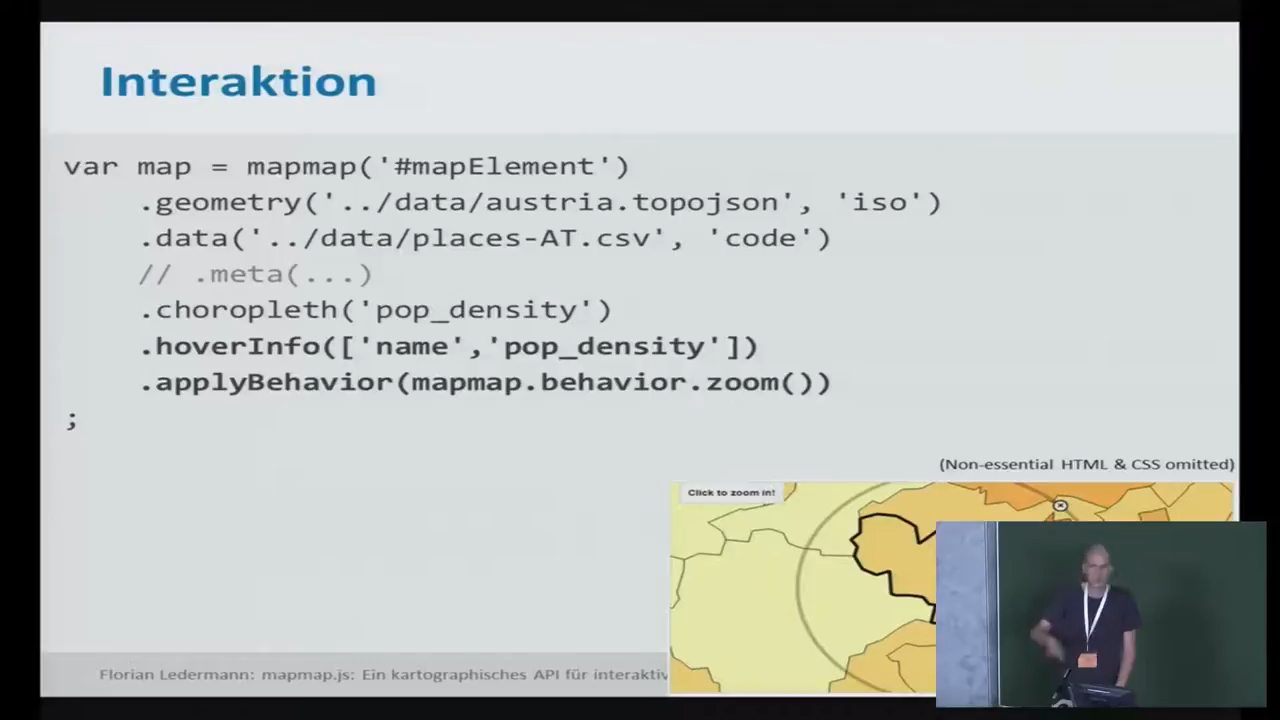 Interaktion
var map = mapmap('#mapElement')
.geometry('../data/austria.topojson', 'iso')
.data('../data/places-AT.csv', 'code')
// .meta(...)
.choropleth('pop_density')
.hoverInfo(['name','pop_density'])
.applyBehavior(mapmap.behavior.zoom())
;
(Non-essential HTML & CSS omitted)
Click to zoom in!
Florian Ledermann: mapmap.js: Ein kartographisches API für